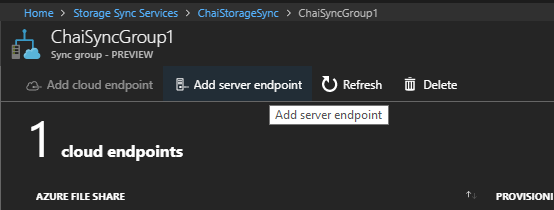 Home > Storage Sync Services > ChaiStorageSync > ChaiSyncGroup1
ChaiSyncGroup1
Sync group - PREVIEW
Add cloud endpoint Add server endpoint Refresh Delete
Add server endpoint
1 cloud endpoints
AZURE FILE SHARE PROVISIONI